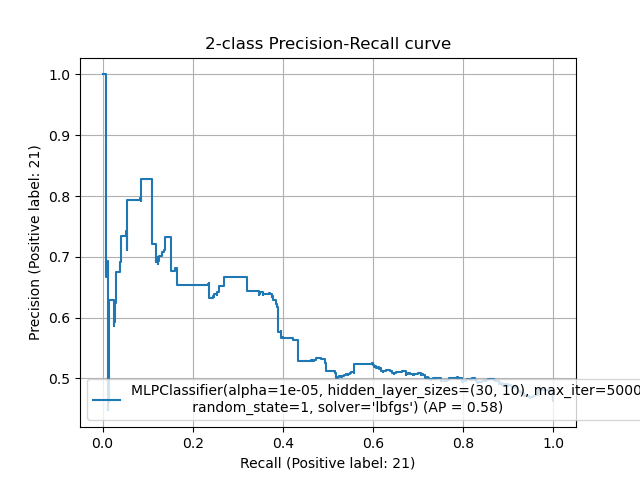 2-class Precision-Recall curve
1.0
0.9
0.8
0.7
0.6
0.5
Precision (Positive label: 21)
MLPClassifier(alpha=1e-05, hidden_layer_sizes=(30, 10), max_iter=5000
random_state=1, solver='lbfgs') (AP = 0.58)
0.0
0.2
0.4
0.6
0.8
1.0
Recall (Positive label: 21)